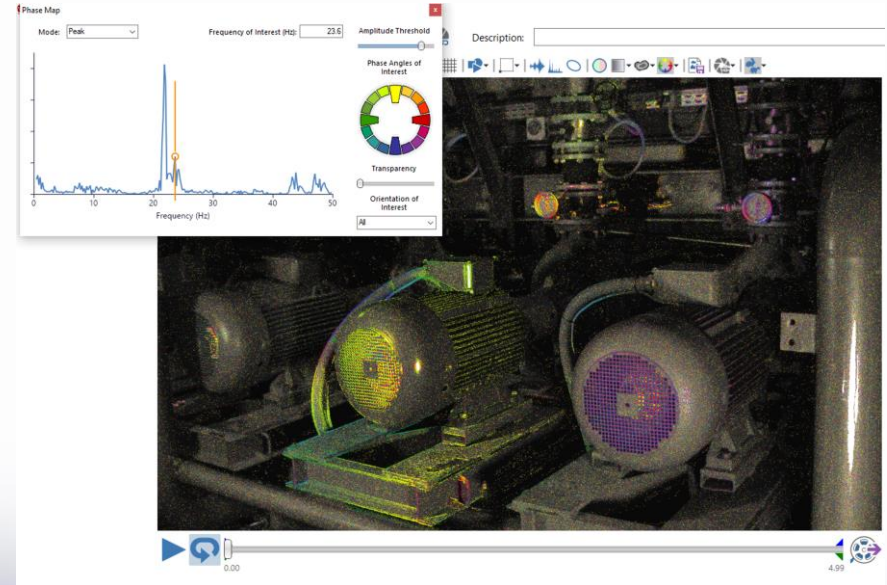 Phase Map
Mode: Peak
Frequency of Interest (Hz): 23.6
Amplitude Threshold
Phase Angles of
Interest
Transparency
Orientation of
Interest
All
0 10 20 30 40 50
Frequency (Hz)
Description:
0.00
4.99